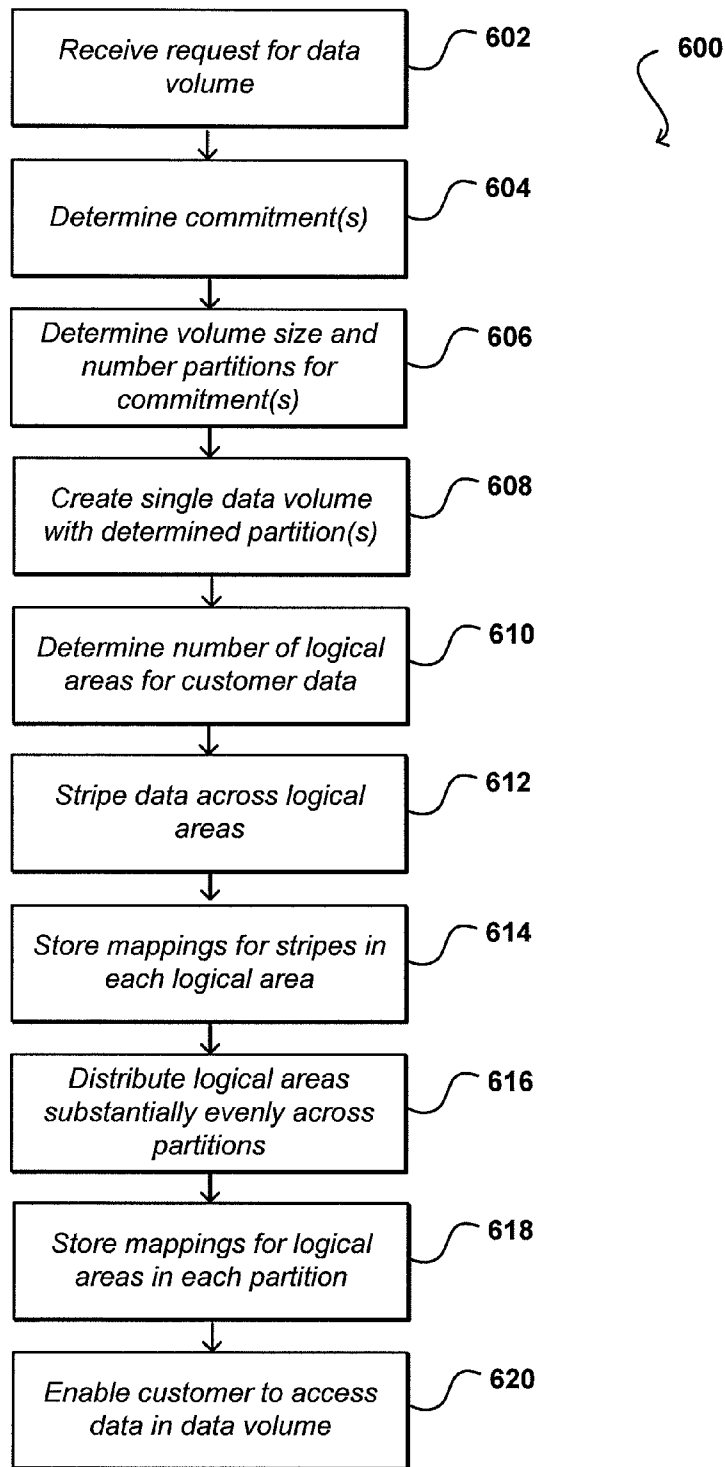 Receive request for data
volume
602
600
Determine commitment(s)
604
Determine volume size and
number partitions for
commitment(s)
606
Create single data volume
with determined partition(s)
608
Determine number of logical
areas for customer data
610
Stripe data across logical
areas
612
Store mappings for stripes in
each logical area
614
Distribute logical areas
substantially evenly across
partitions
616
Store mappings for logical
areas in each partition
618
Enable customer to access
data in data volume
620